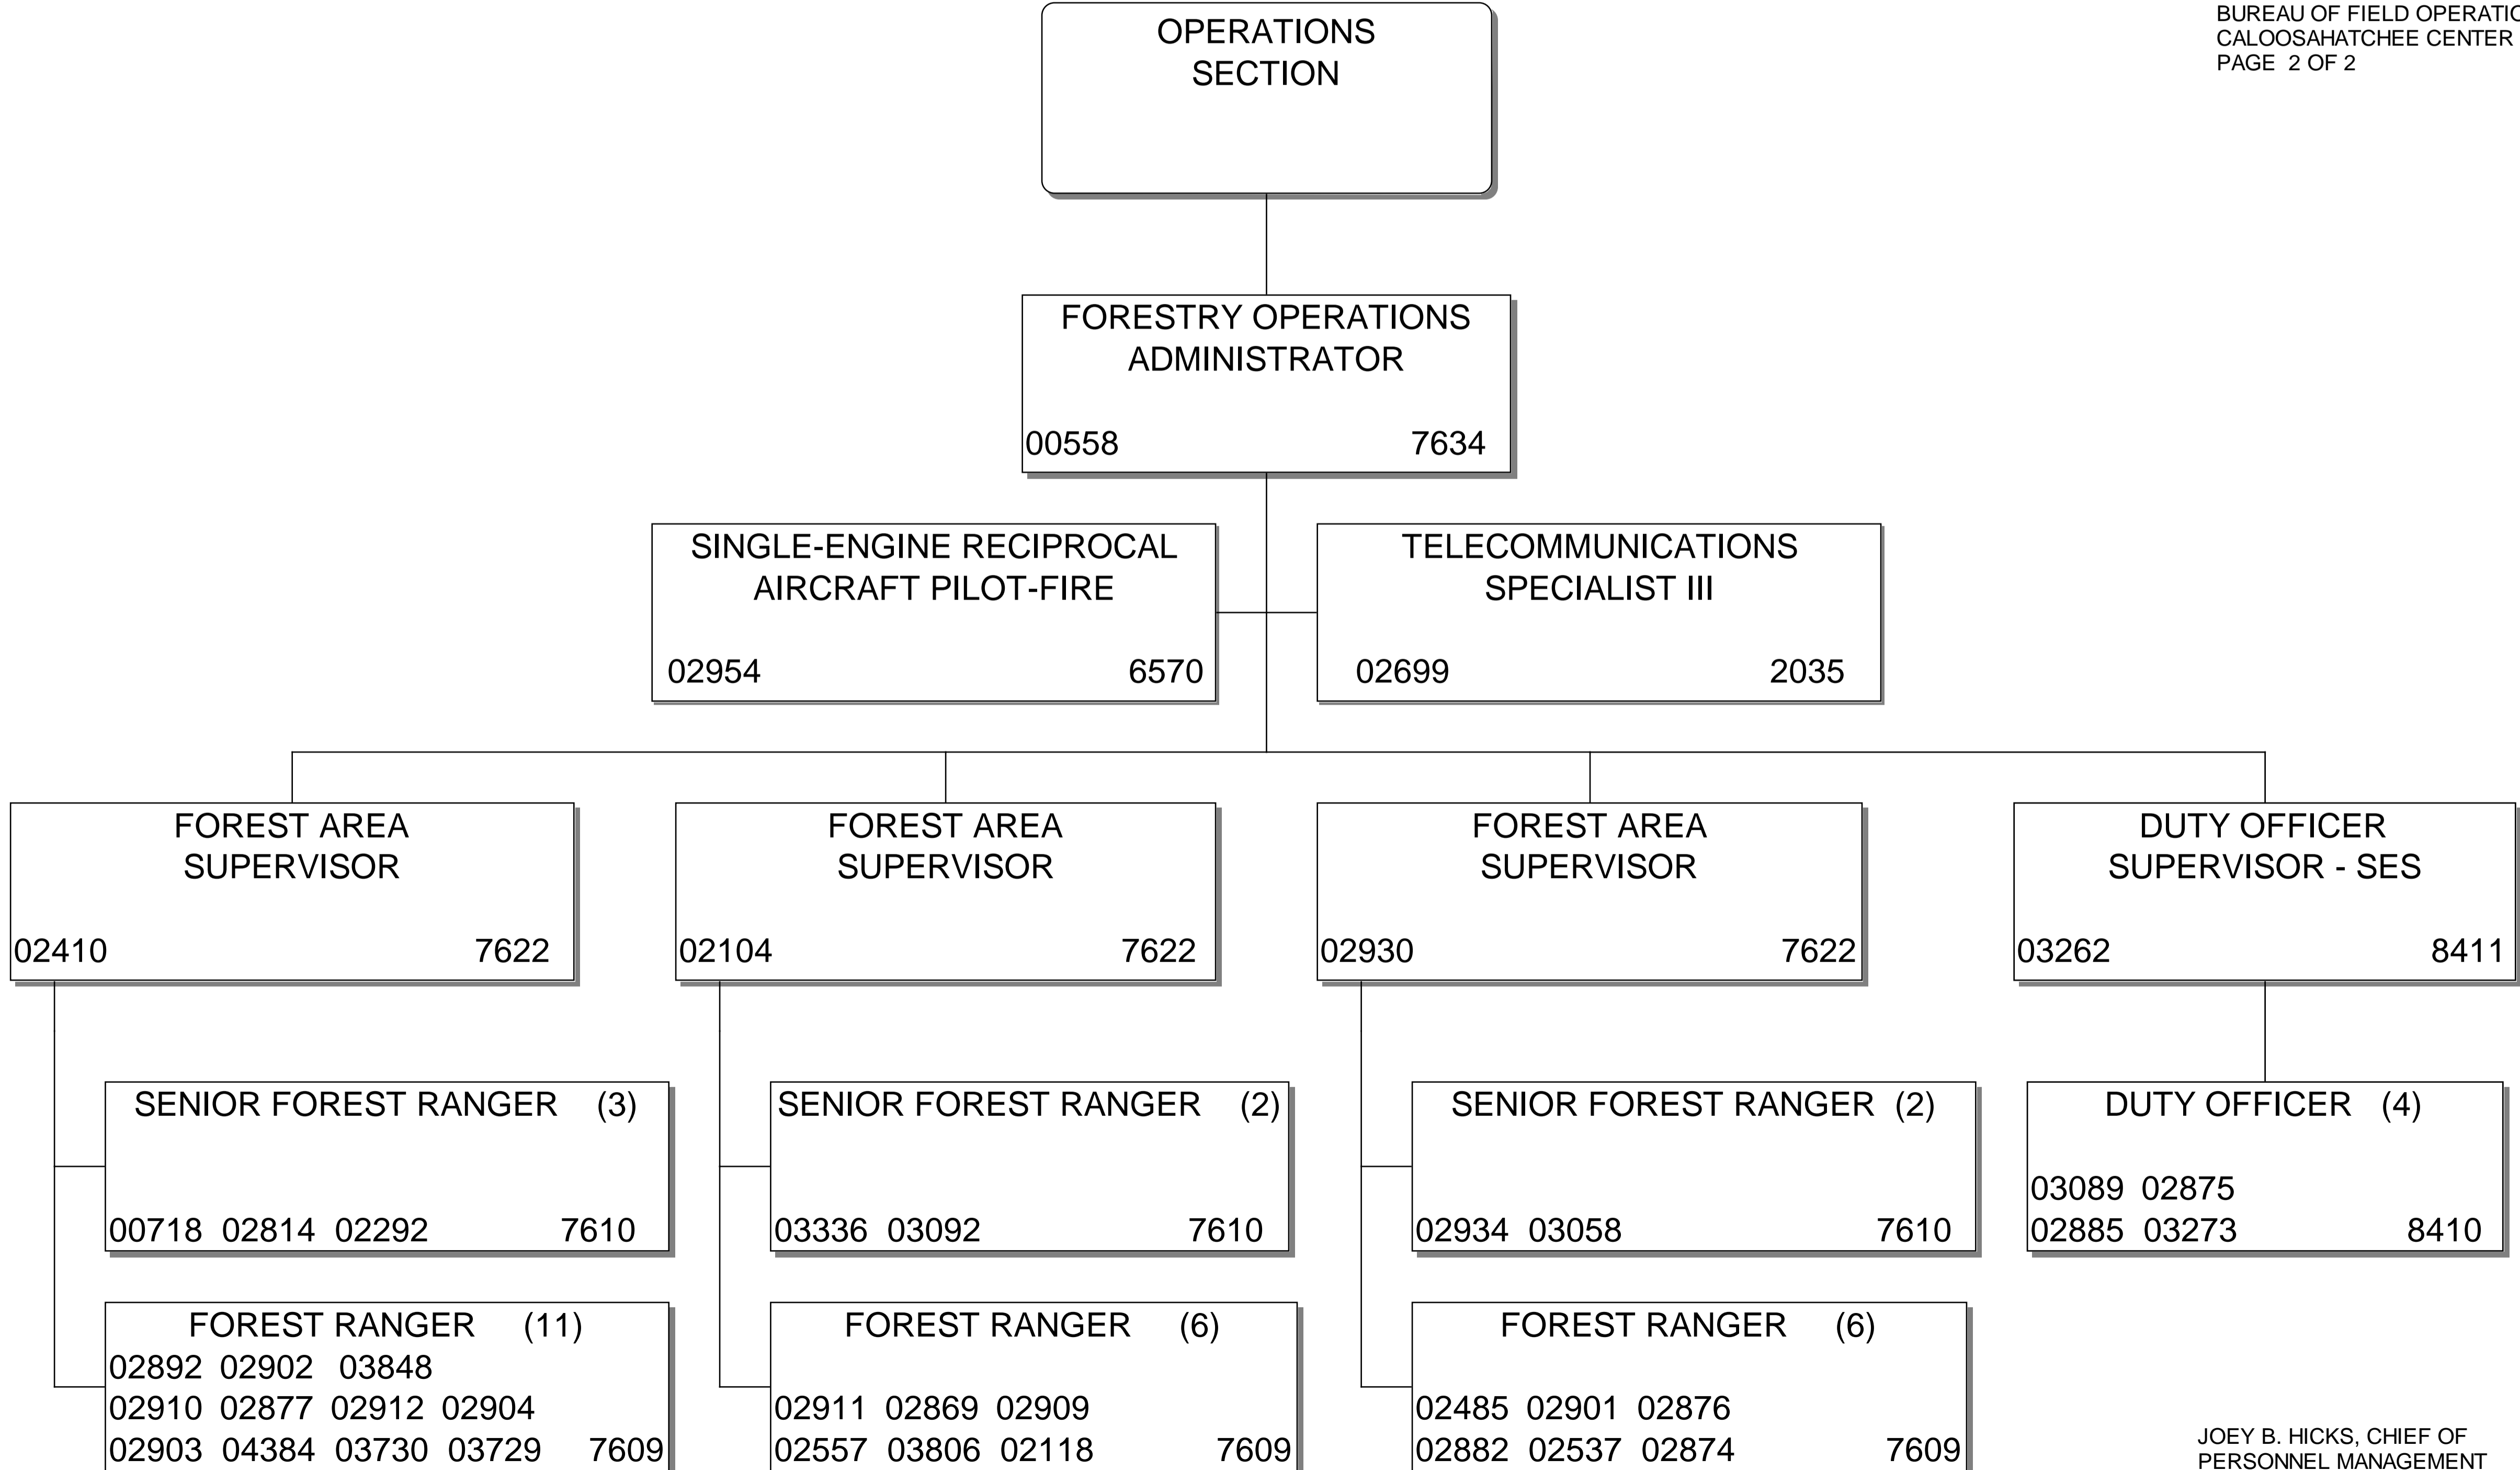 BUREAU OF FIELD
CALOOSAHATCHEE CENTER
PAGE 2 OF 2
OPERATIONS
SECTION
FORESTRY OPERATIONS
ADMINISTRATOR
00558 7634
SINGLE-ENGINE RECIPROCAL
AIRCRAFT PILOT-FIRE
02954 6570
TELECOMMUNICATIONS
SPECIALIST III
02699 2035
FOREST AREA
SUPERVISOR
02410 7622
FOREST AREA
SUPERVISOR
02104 7622
FOREST AREA
SUPERVISOR
02930 7622
DUTY OFFICER
SUPERVISOR - SES
03262 8411
SENIOR FOREST RANGER (3)
00718 02814 02292 7610
SENIOR FOREST RANGER (2)
03336 03092 7610
SENIOR FOREST RANGER (2)
02934 03058 7610
DUTY OFFICER (4)
03089 02875
02885 03273 8410
FOREST RANGER (11)
02892 02902 03848
02910 02877 02912 02904
02903 04384 03730 03729 7609
FOREST RANGER (6)
02911 02869 02909
02557 03806 02118 7609
FOREST RANGER (6)
02485 02901 02876
02882 02537 02874 7609
JOEY B. HICKS, CHIEF OF
PERSONNEL MANAGEMENT